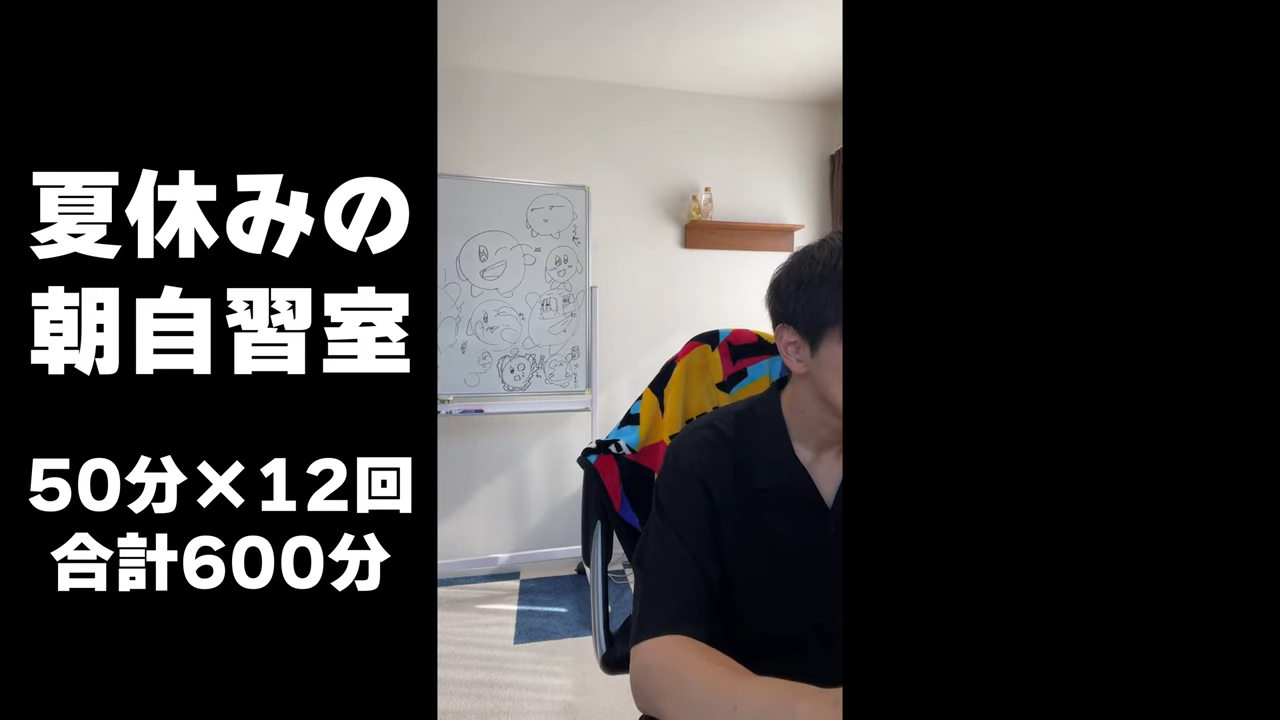 夏休みの
朝自習室
50分×12回
合計600分